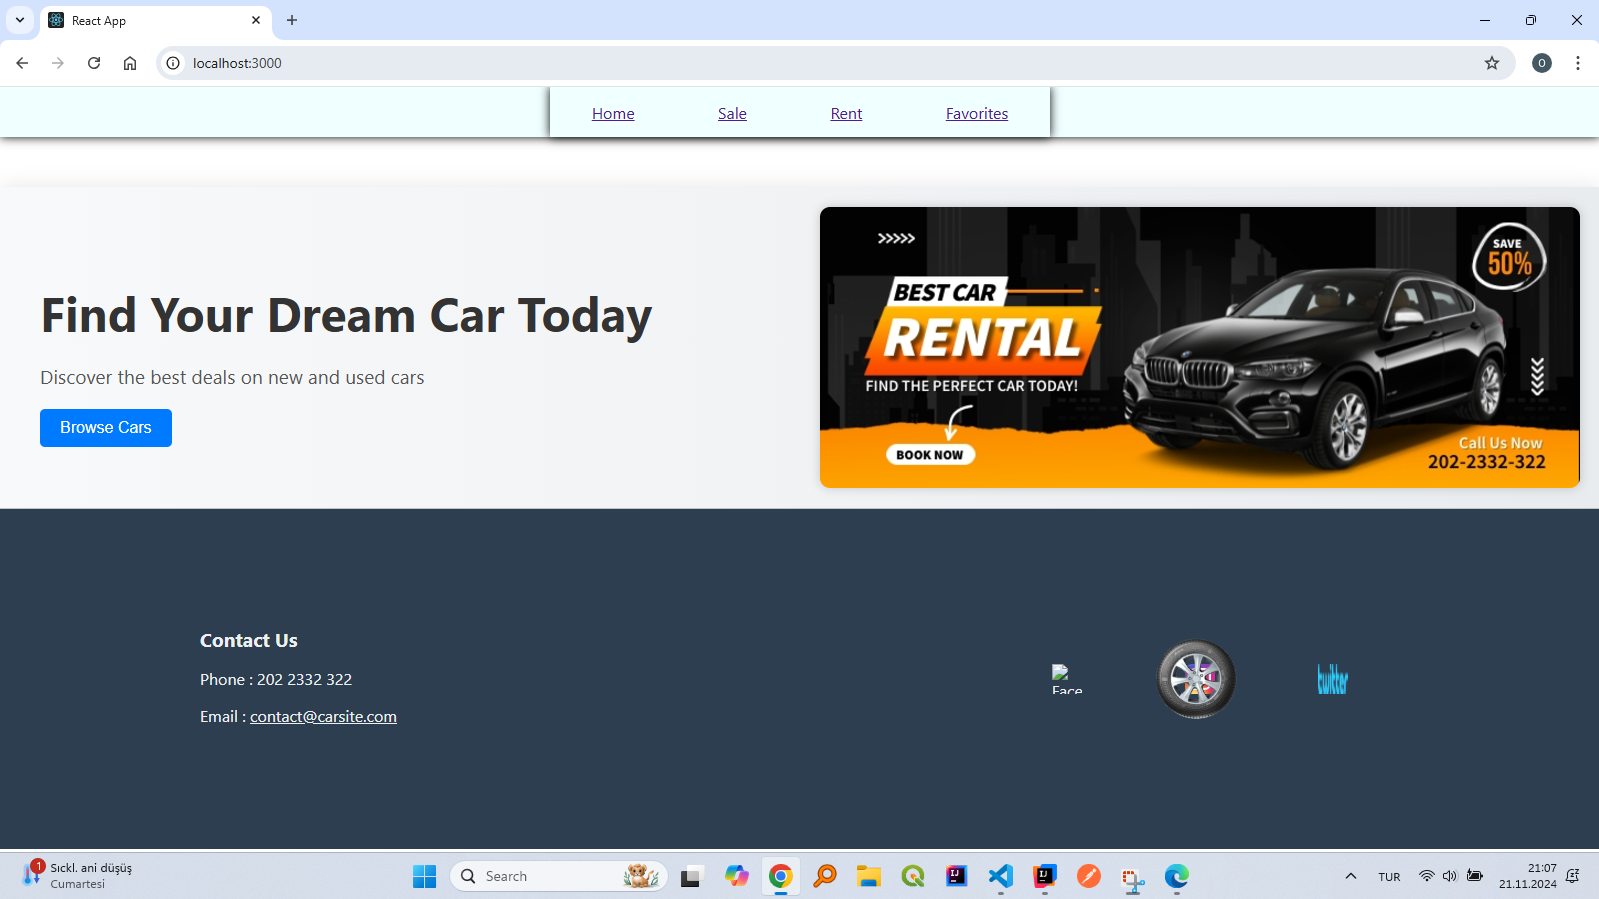 React App
localhost:3000
O
Home Sale Rent Favorites
Find Your Dream Car Today
Discover the best deals on new and used cars
Browse Cars
>>>>>
SAVE
50%
BEST CAR
RENTAL
FIND THE PERFECT CAR TODAY!
BOOK NOW
Call Us Now
202-2332-322
Contact Us
Phone : 202 2332 322
Email : contact@carsite.com
Face
twitter
1
Sıckl. ani düşüş
Cumartesi
Search
IJ
IJ
TUR
21:07
21.11.2024